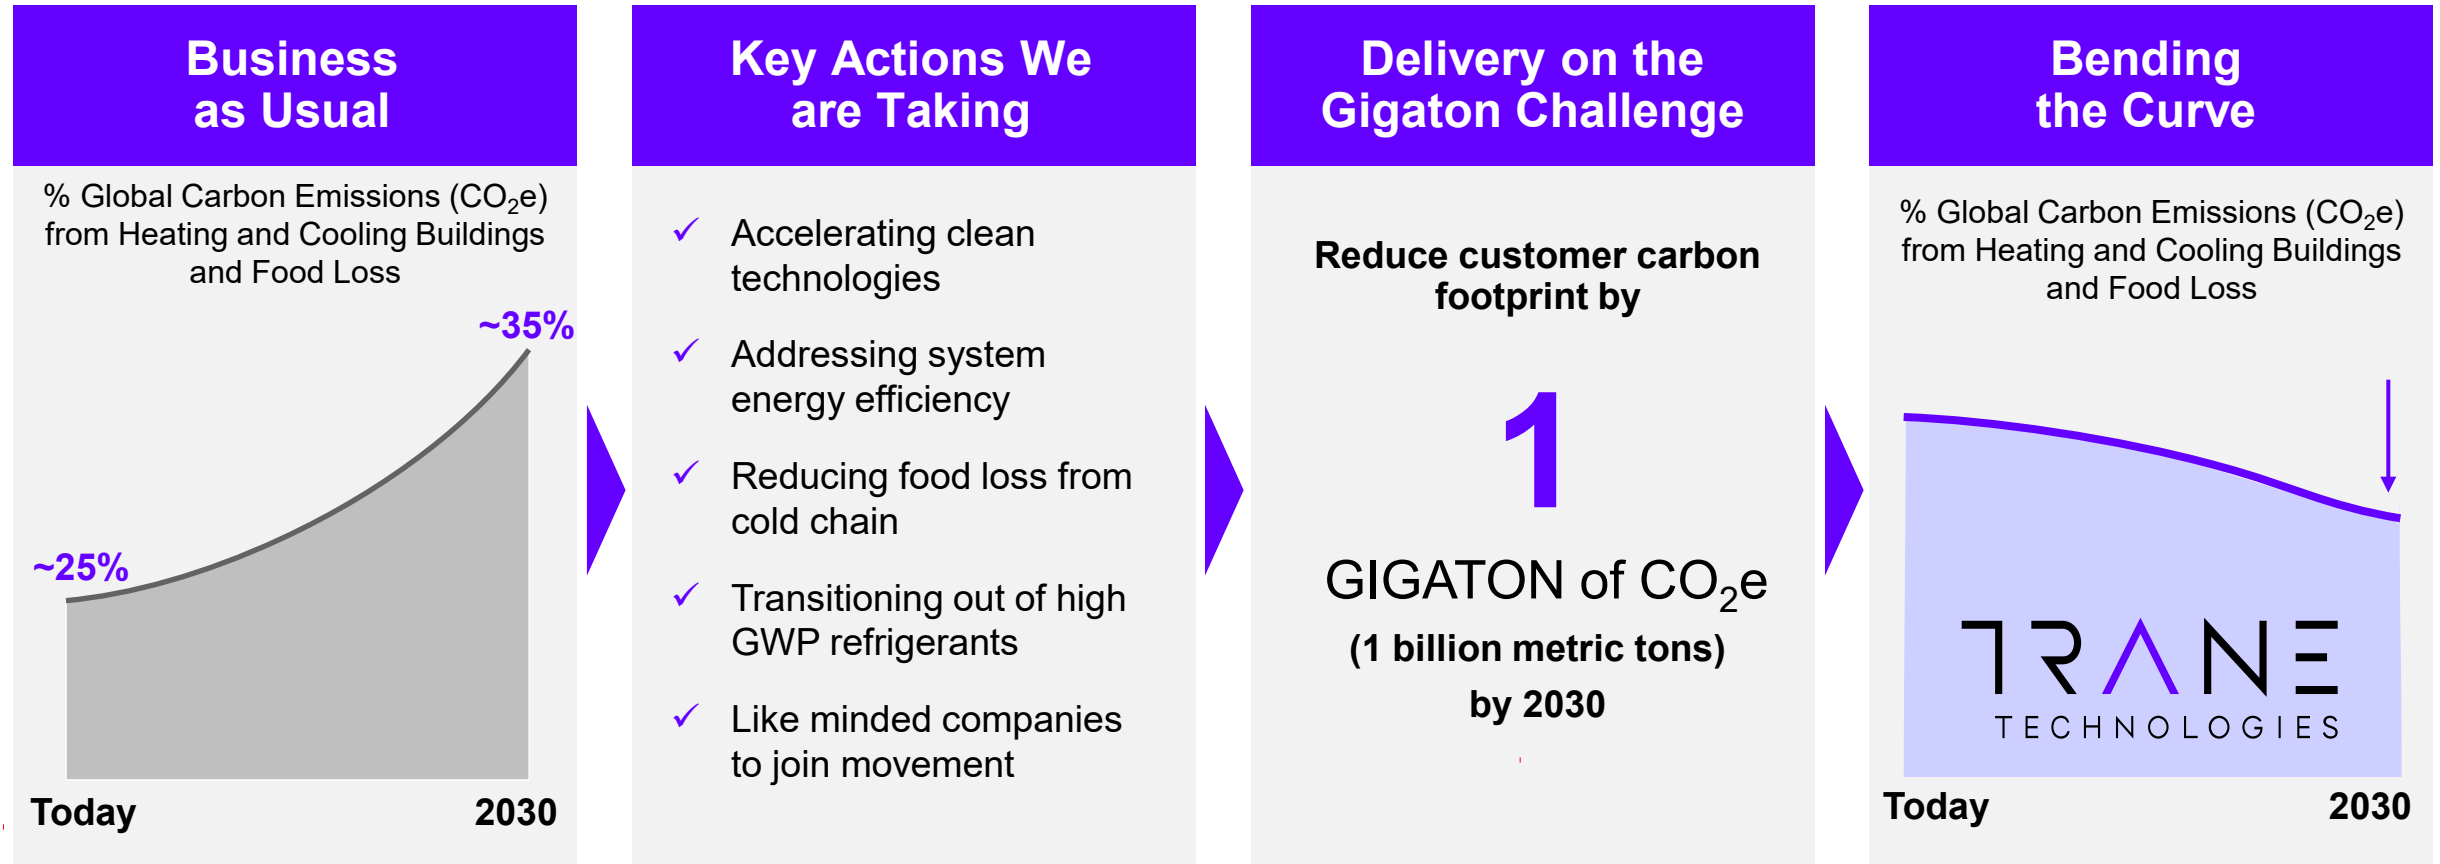 Business
as Usual
% Global Carbon Emissions (CO₂e)
from Heating and Cooling Buildings
and Food Loss
~35%
~25%
Today
2030
Key Actions We
are Taking
✓ Accelerating clean
technologies
✓ Addressing system
energy efficiency
✓ Reducing food loss from
cold chain
✓ Transitioning out of high
GWP refrigerants
✓ Like minded companies
to join movement
Delivery on the
Gigaton Challenge
Reduce customer carbon
footprint by
1
GIGATON of CO₂e
(1 billion metric tons)
by 2030
Bending
the Curve
% Global Carbon Emissions (CO₂e)
from Heating and Cooling Buildings
and Food Loss
TRANE
TECHNOLOGIES
Today
2030